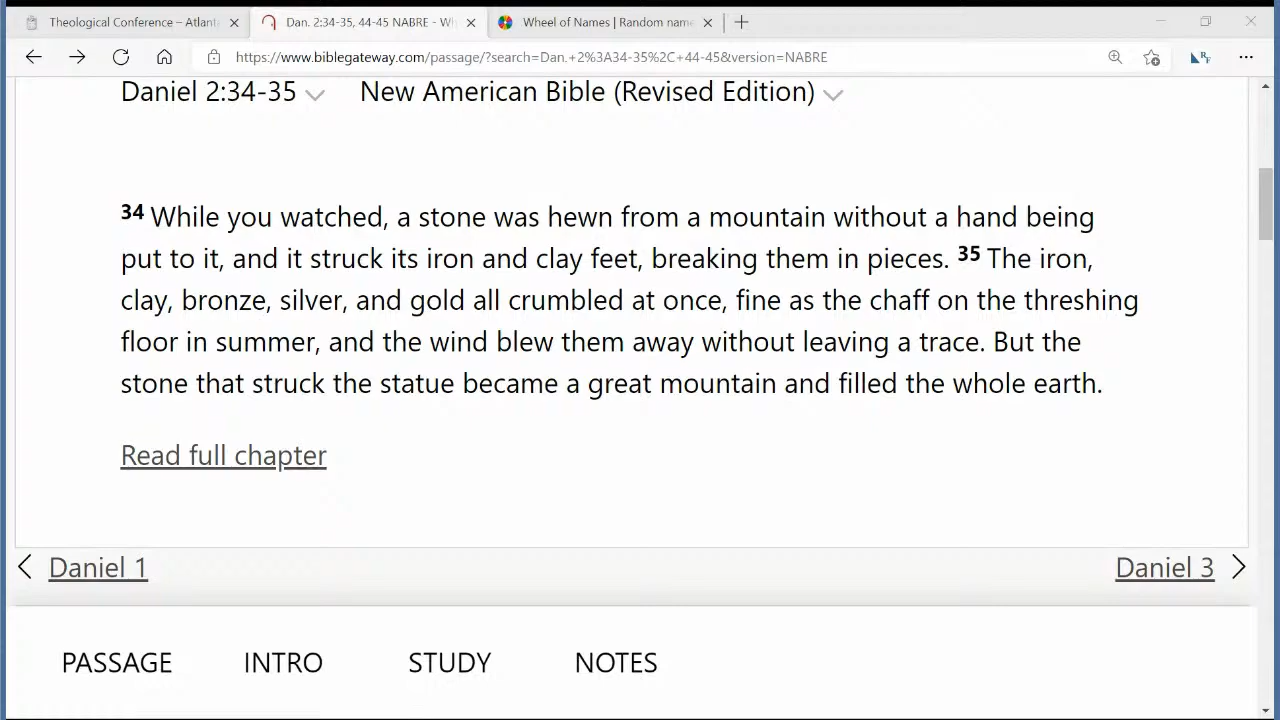 Theological Conference – Atlant
Dan. 2:34-35, 44-45 NABRE - Wh
Wheel of Names | Random name
https://www.biblegateway.com/passage/?search=Dan.+2%3A34-35%2C+44-45&version=NABRE
Daniel 2:34-35 New American Bible (Revised Edition)
34 While you watched, a stone was hewn from a mountain without a hand being
put to it, and it struck its iron and clay feet, breaking them in pieces. 35 The iron,
clay, bronze, silver, and gold all crumbled at once, fine as the chaff on the threshing
floor in summer, and the wind blew them away without leaving a trace. But the
stone that struck the statue became a great mountain and filled the whole earth.
Read full chapter
Daniel 1 Daniel 3
PASSAGE INTRO STUDY NOTES